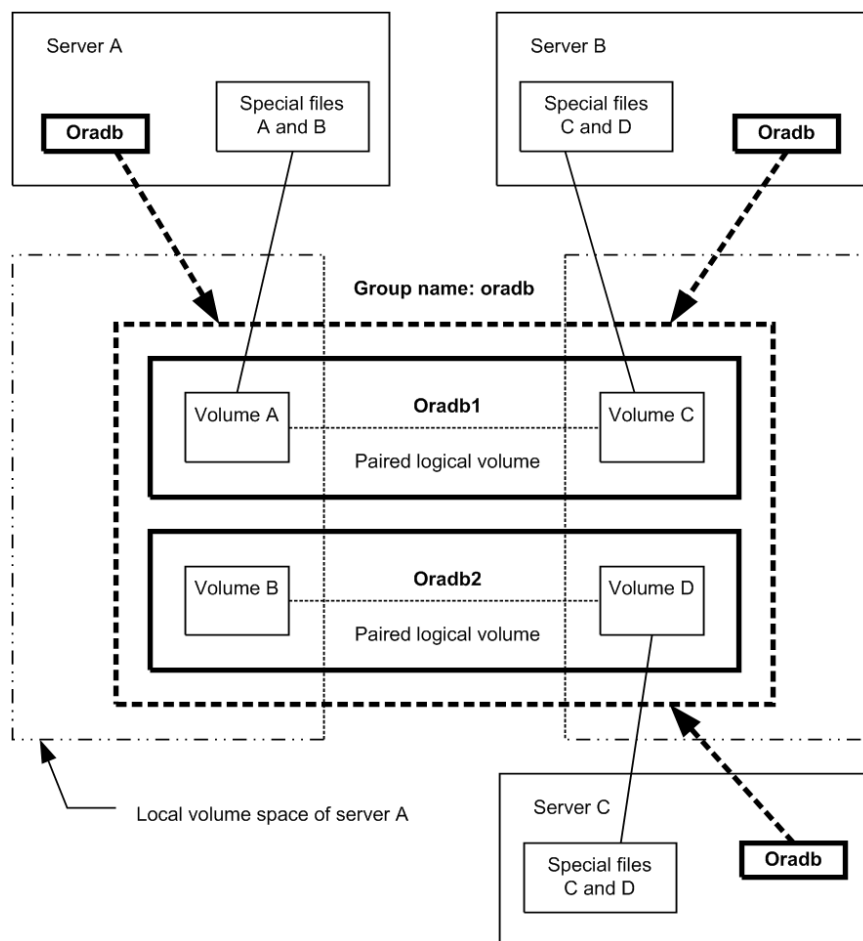 Server A
Special files
A and B
Oradb
Server B
Special files
C and D
Oradb
Group name: oradb
Volume A
Oradb1
Volume C
Paired logical volume
Volume B
Oradb2
Volume D
Paired logical volume
Local volume space of server A
Server C
Special files
C and D
Oradb